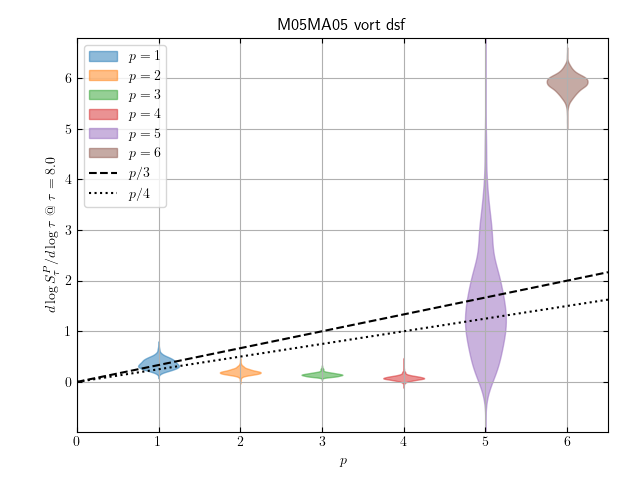 M05MA05 vort dsf
p = 1
p = 2
p = 3
p = 4
p = 5
p = 6
p/3
p/4
d log S_τ^P / d log τ @ τ = 8.0
6
5
4
3
2
1
0
0 1 2 3 4 5 6
p